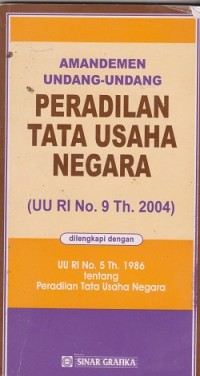 AMANDEMEN
UNDANG-UNDANG
PERADILAN
TATA USAHA
NEGARA
(UU RI No. 9 Th. 2004)
dilengkapi dengan
UU RI No. 5 Th. 1986
tentang
Peradilan Tata Usaha Negara
SINAR GRAFIKA